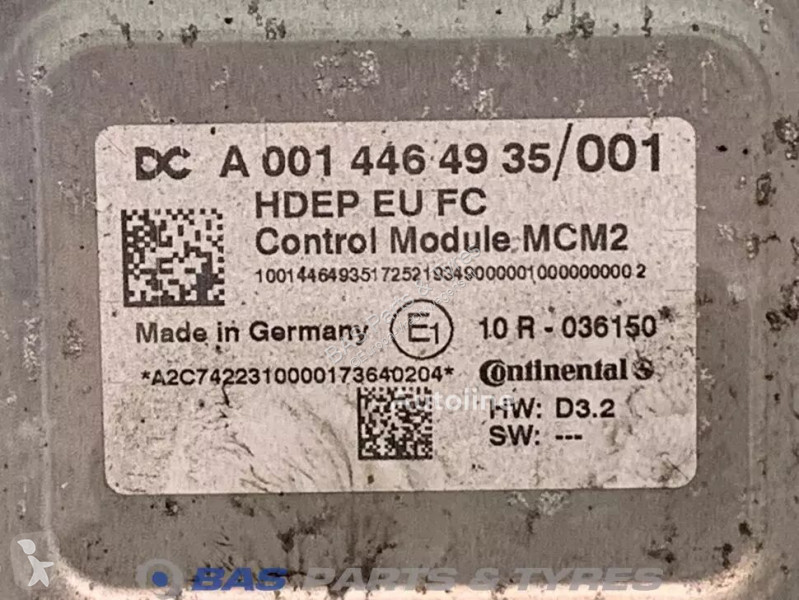 DC A 001 446 49 35/001
HDEP EU FC
Control Module MCM2
Made in Germany E1 10 R - 036150
*A2C7422310000173640204* Continental
HW: D3.2
SW: ---
autoline
BAS PARTS & TYRES